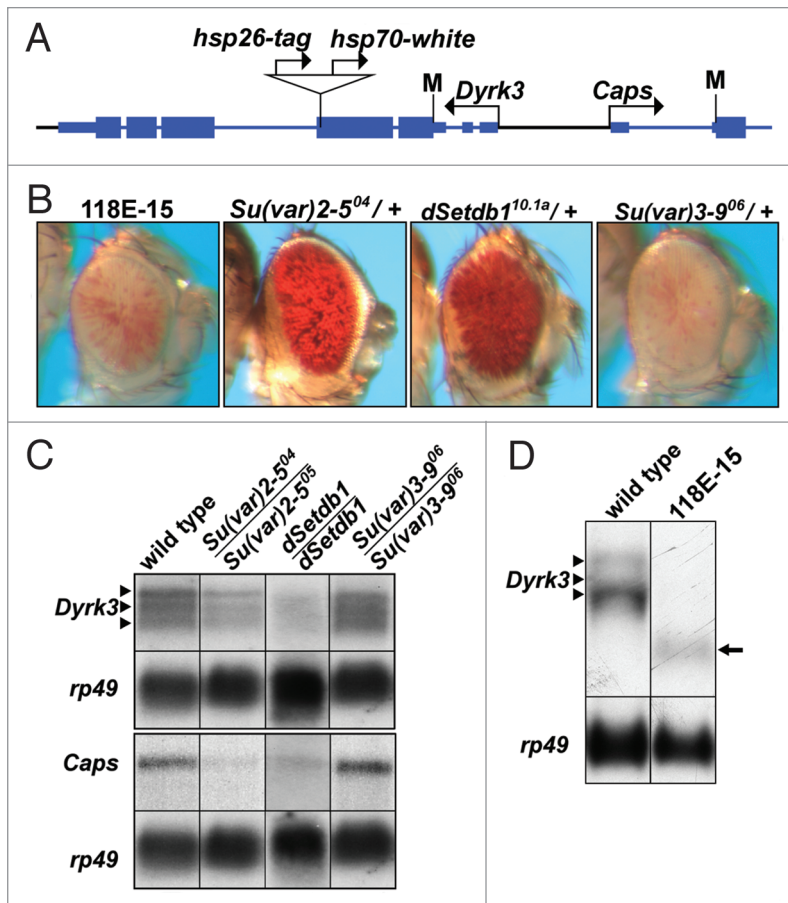 A
hsp26-tag hsp70-white
M Dyrk3 Caps M
B
118E-15 Su(var)2-5⁰⁴/ + dSetdb1¹⁰·¹ᵃ/ + Su(var)3-9⁰⁶/ +
C
wild type
Su(var)2-5⁰⁴
Su(var)2-5⁰⁵
dSetdb1
dSetdb1
Su(var)3-9⁰⁶
Su(var)3-9⁰⁶
Dyrk3
rp49
Caps
rp49
D
wild type
118E-15
Dyrk3
rp49